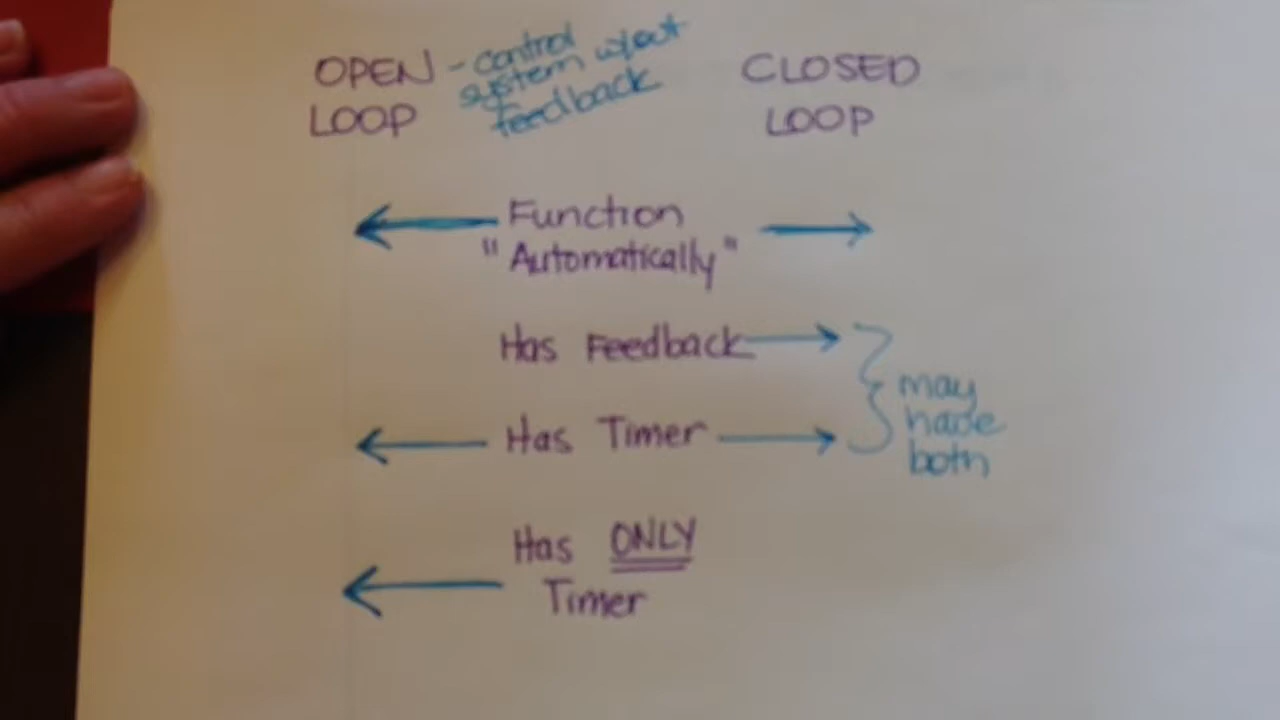 OPEN
LOOP
- control
system w/out
feedback
CLOSED
LOOP
Function
"Automatically"
Has Feedback
Has Timer
may
have
both
Has ONLY
Timer